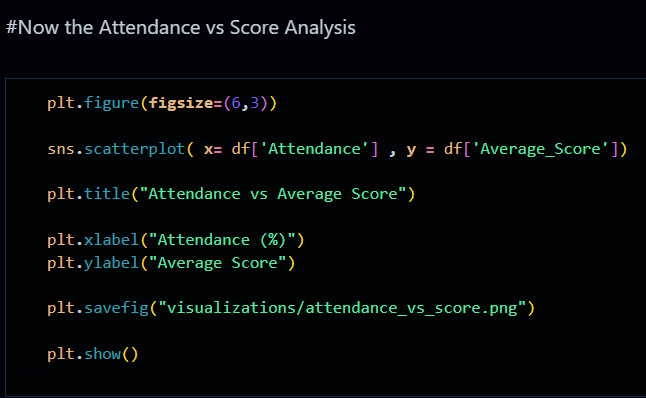 #Now the Attendance vs Score Analysis
plt.figure(figsize=(6,3))
sns.scatterplot( x= df['Attendance'] , y = df['Average_Score'])
plt.title("Attendance vs Average Score")
plt.xlabel("Attendance (%)")
plt.ylabel("Average Score")
plt.savefig("visualizations/attendance_vs_score.png")
plt.show()